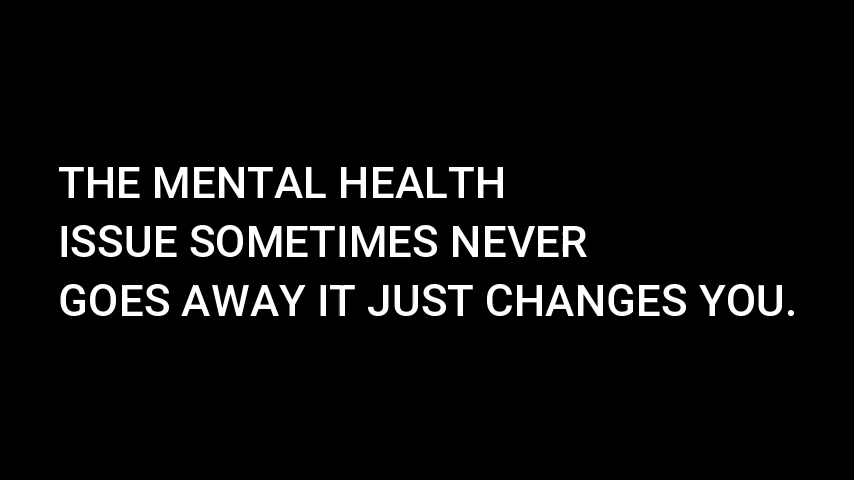 THE MENTAL HEALTH
ISSUE SOMETIMES NEVER
GOES AWAY IT JUST CHANGES YOU.